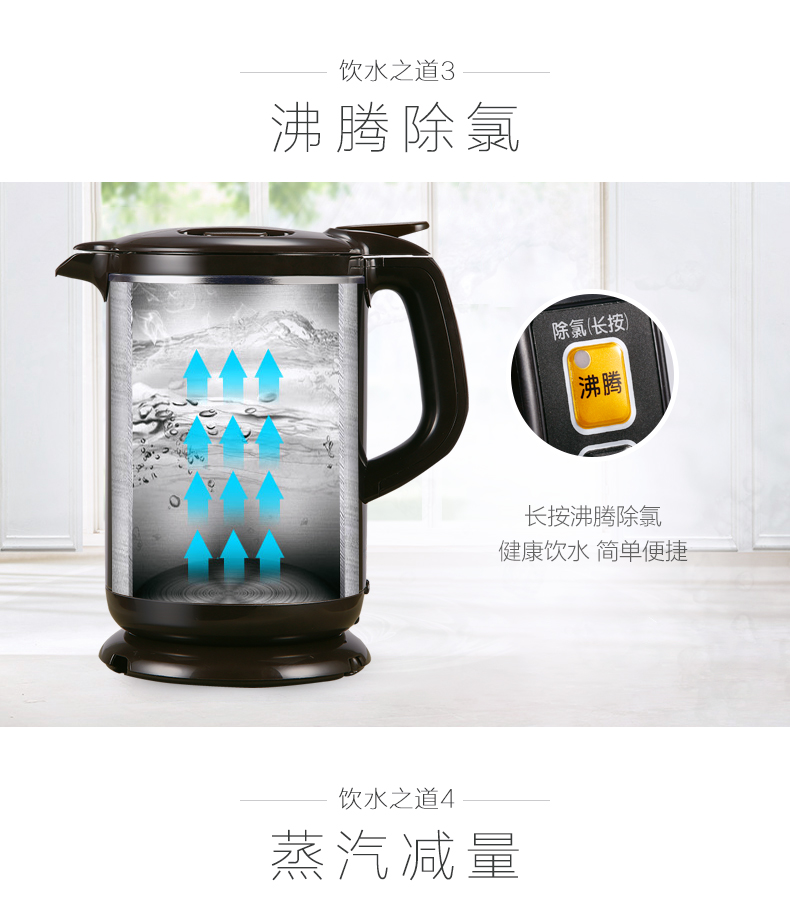 饮水之道3
沸腾除氯
除氯(长按)
沸腾
长按沸腾除氯
健康饮水 简单便捷
饮水之道4
蒸汽减量